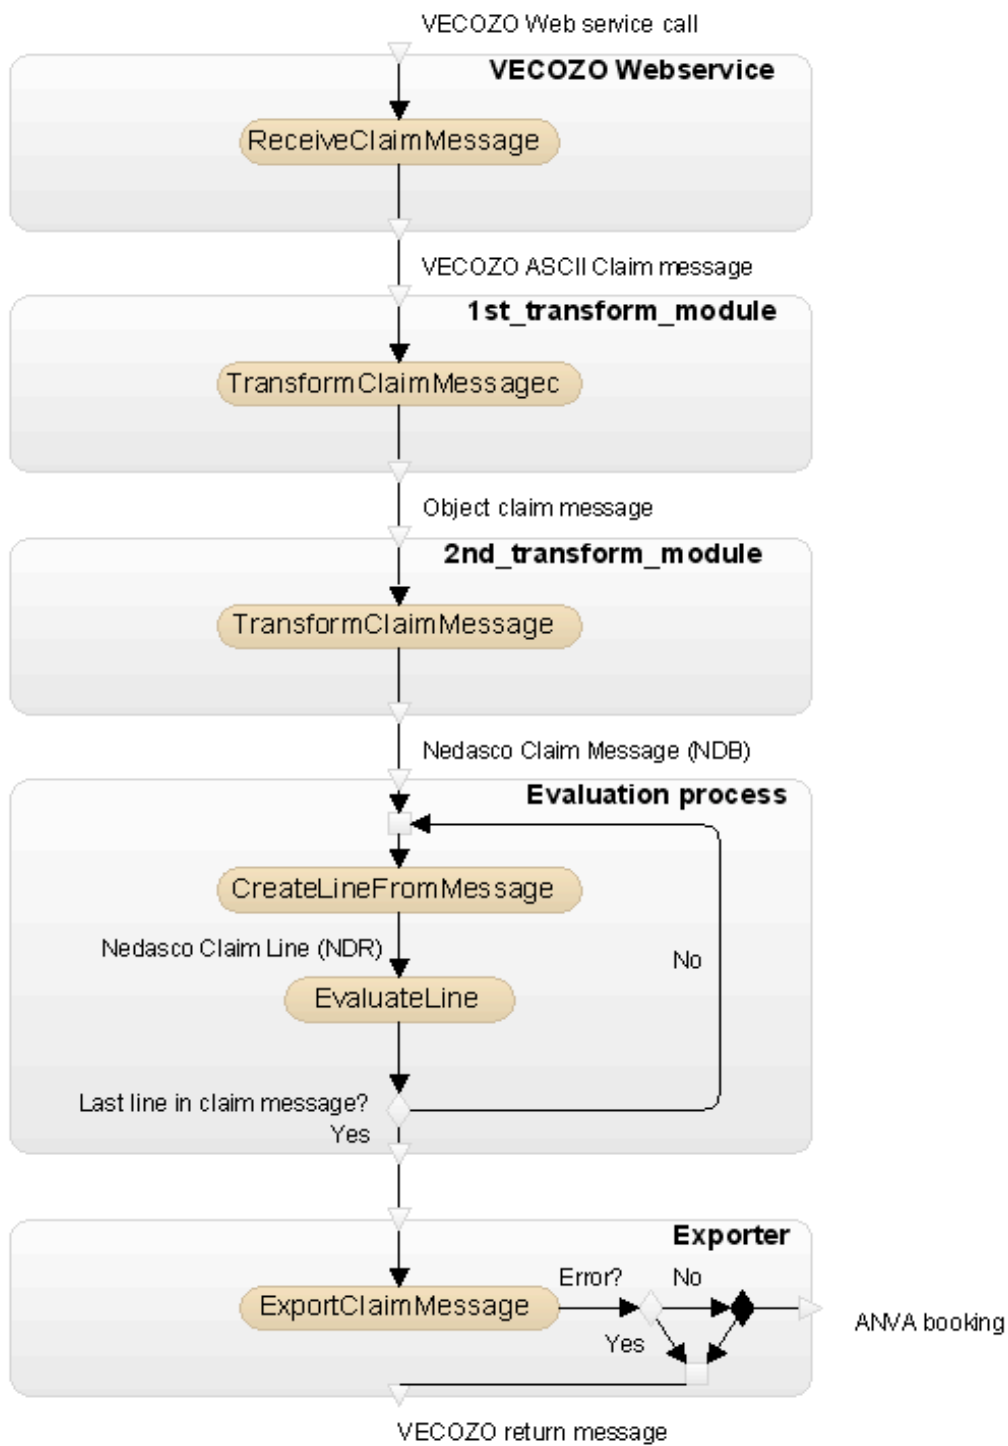 VECOZO Web service call
VECOZO Webservice
ReceiveClaimMessage
VECOZO ASCII Claim message
1st_transform_module
TransformClaimMessagec
Object claim message
2nd_transform_module
TransformClaimMessage
Nedasco Claim Message (NDB)
Evaluation process
CreateLineFromMessage
Nedasco Claim Line (NDR)
No
EvaluateLine
Last line in claim message?
Yes
Exporter
Error?
No
ExportClaimMessage
ANVA booking
Yes
VECOZO return message